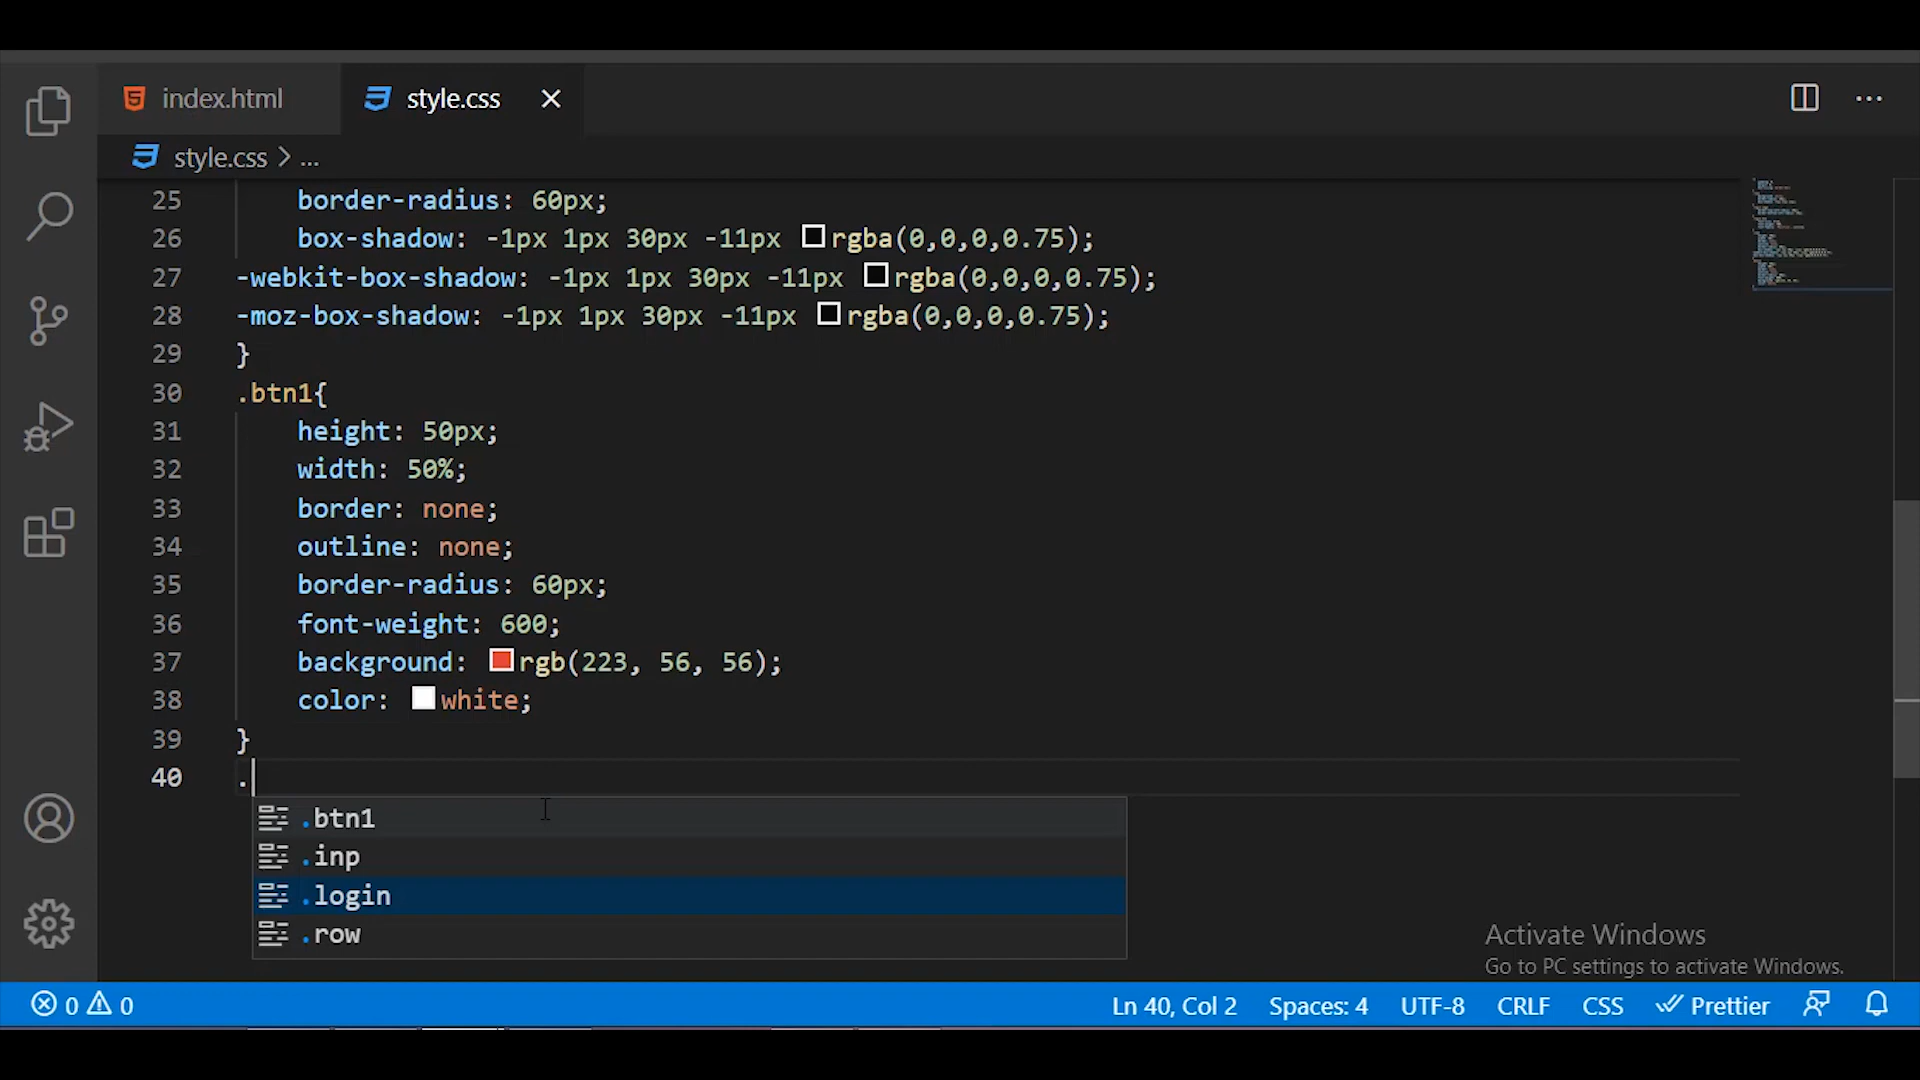 index.html
style.css
style.css > ...
25 border-radius: 60px;
26 box-shadow: -1px 1px 30px -11px rgba(0,0,0,0.75);
27 -webkit-box-shadow: -1px 1px 30px -11px rgba(0,0,0,0.75);
28 -moz-box-shadow: -1px 1px 30px -11px rgba(0,0,0,0.75);
29 }
30 .btn1{
31 height: 50px;
32 width: 50%;
33 border: none;
34 outline: none;
35 border-radius: 60px;
36 font-weight: 600;
37 background: rgb(223, 56, 56);
38 color: white;
39 }
40 .
.btn1
.inp
.login
.row
Activate Windows
Go to PC settings to activate Windows.
0 0 Ln 40, Col 2 Spaces: 4 UTF-8 CRLF CSS Prettier